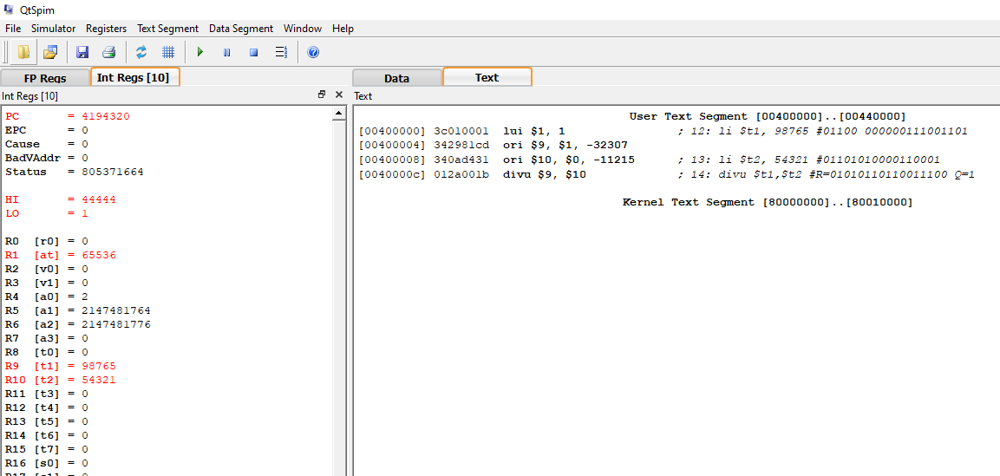 QtSpim
File Simulator Registers Text Segment Data Segment Window Help
FP Regs Int Regs [10]
Data Text
Int Regs [10]
Text
PC = 4194320
EPC = 0
Cause = 0
BadVAddr = 0
Status = 805371664
HI = 44444
LO = 1
R0 [r0] = 0
R1 [at] = 65536
R2 [v0] = 0
R3 [v1] = 0
R4 [a0] = 2
R5 [a1] = 2147481764
R6 [a2] = 2147481776
R7 [a3] = 0
R8 [t0] = 0
R9 [t1] = 98765
R10 [t2] = 54321
R11 [t3] = 0
R12 [t4] = 0
R13 [t5] = 0
R14 [t6] = 0
R15 [t7] = 0
R16 [s0] = 0
User Text Segment [00400000]..[00440000]
[00400000] 3c010001 lui $1, 1 ; 12: li $t1, 98765 #01100 000000111001101
[00400004] 342981cd ori $9, $1, -32307
[00400008] 340ad431 ori $10, $0, -11215 ; 13: li $t2, 54321 #01101010000110001
[0040000c] 012a001b divu $9, $10 ; 14: divu $t1,$t2 #R=01010110110011100 Q=1
Kernel Text Segment [80000000]..[80010000]